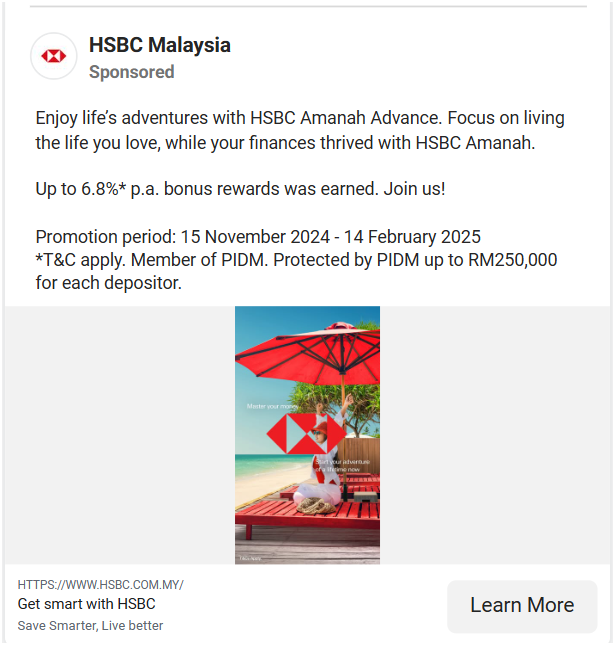 HSBC Malaysia
Sponsored
Enjoy life’s adventures with HSBC Amanah Advance. Focus on living
the life you love, while your finances thrived with HSBC Amanah.
Up to 6.8%* p.a. bonus rewards was earned. Join us!
Promotion period: 15 November 2024 - 14 February 2025
*T&C apply. Member of PIDM. Protected by PIDM up to RM250,000
for each depositor.
Master your money
Start your adventure
of a lifetime now
HTTPS://WWW.HSBC.COM.MY/
Get smart with HSBC
Save Smarter, Live better
Learn More